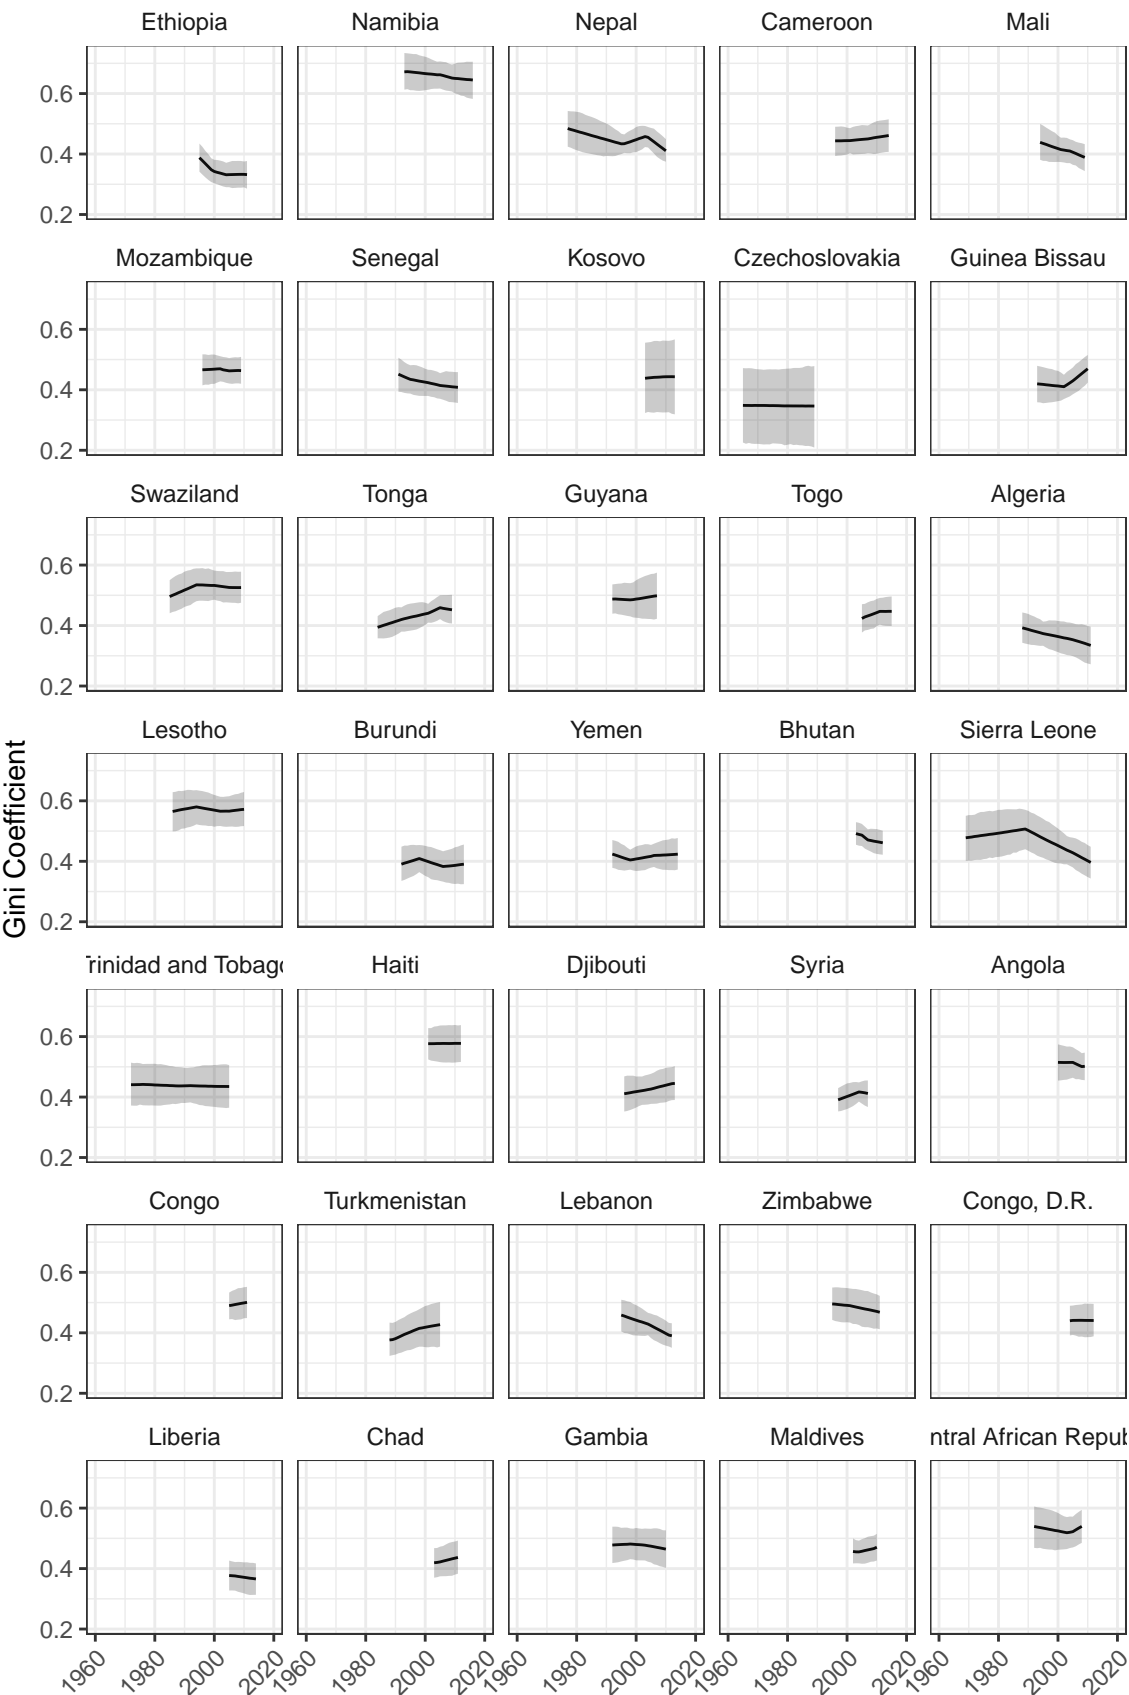 Ethiopia Namibia Nepal Cameroon Mali
0.6
0.4
0.2
Mozambique Senegal Kosovo Czechoslovakia Guinea Bissau
0.6
0.4
0.2
Swaziland Tonga Guyana Togo Algeria
0.6
0.4
0.2
Gini Coefficient
Lesotho Burundi Yemen Bhutan Sierra Leone
0.6
0.4
0.2
Trinidad and Tobago Haiti Djibouti Syria Angola
0.6
0.4
0.2
Congo Turkmenistan Lebanon Zimbabwe Congo, D.R.
0.6
0.4
0.2
Liberia Chad Gambia Maldives ntral African Repub
0.6
0.4
0.2
1960 1980 2000 2020 1960 1980 2000 2020 1960 1980 2000 2020 1960 1980 2000 2020 1960 1980 2000 2020